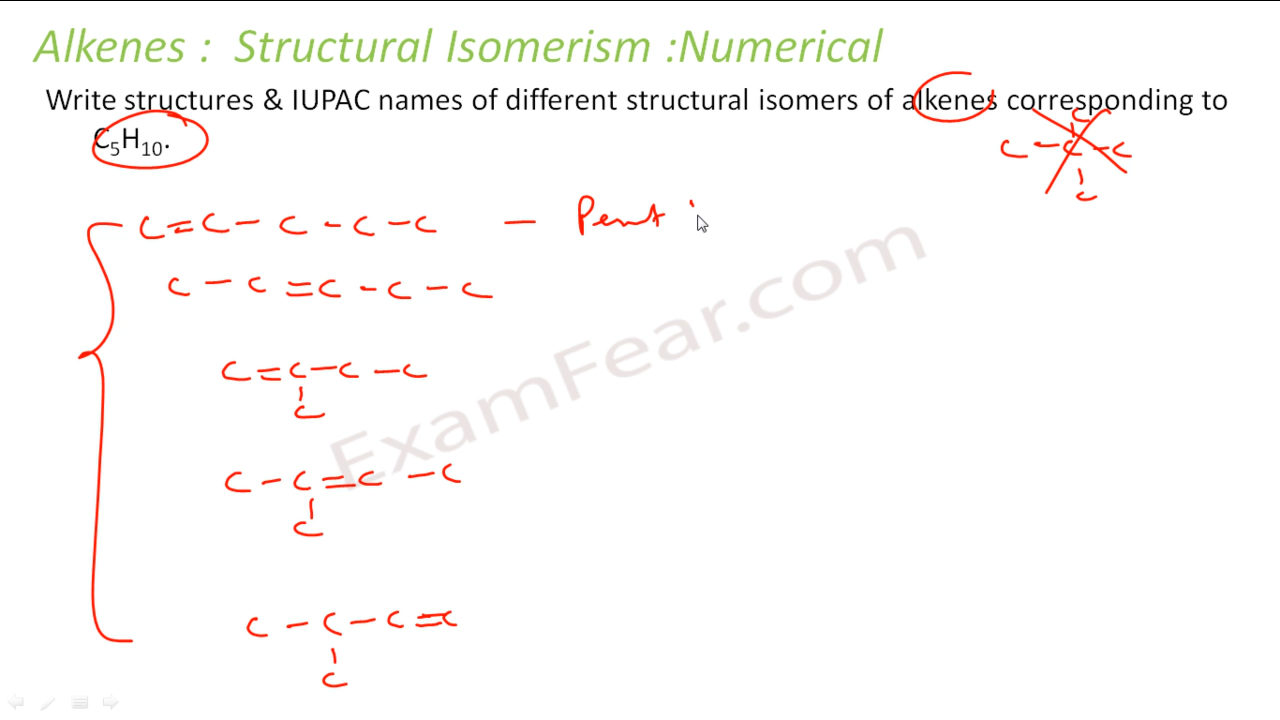 Alkenes : Structural Isomerism :Numerical
Write structures & IUPAC names of different structural isomers of alkenes corresponding to
C₅H₁₀.
C
C - C - C
C
C = C - C - C - C - Pent
C - C = C - C - C
C = C - C - C
C
C - C = C - C
C
C - C - C = C
C
ExamFear.com